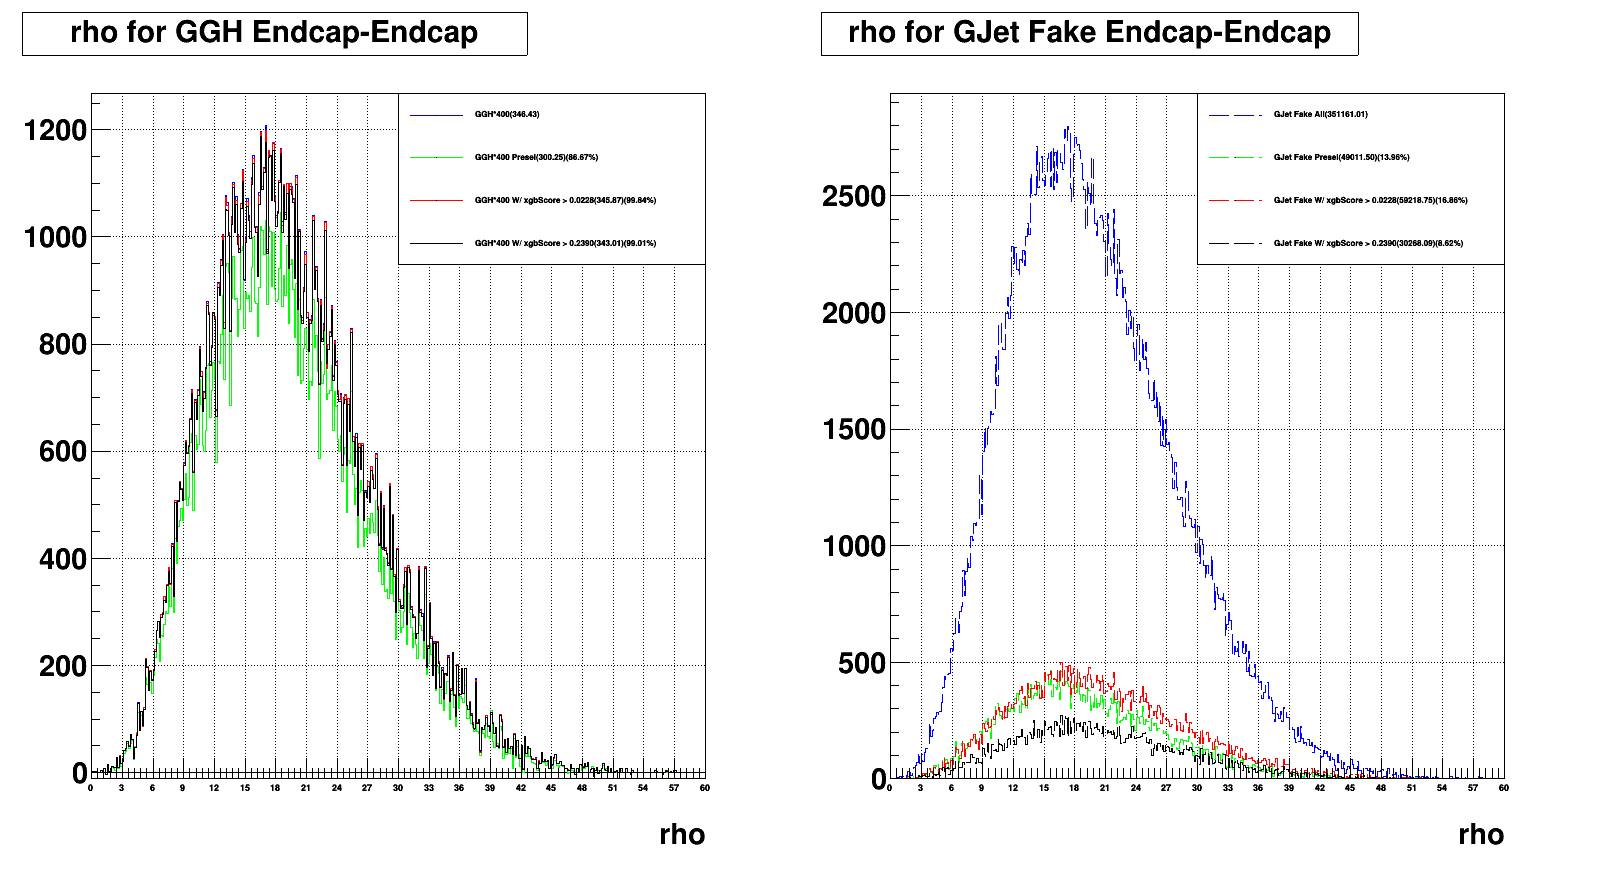 rho for GGH Endcap-Endcap
GGH*400(346.43)
GGH*400 Presel(300.25)(86.67%)
GGH*400 W/ xgbScore > 0.0228(345.87)(99.84%)
GGH*400 W/ xgbScore > 0.2390(343.01)(99.01%)
1200
1000
800
600
400
200
0
0 3 6 9 12 15 18 21 24 27 30 33 36 39 42 45 48 51 54 57 60
rho
rho for GJet Fake Endcap-Endcap
GJet Fake All(351161.01)
GJet Fake Presel(49011.50)(13.96%)
GJet Fake W/ xgbScore > 0.0228(59218.75)(16.86%)
GJet Fake W/ xgbScore > 0.2390(30268.09)(8.62%)
2500
2000
1500
1000
500
0
0 3 6 9 12 15 18 21 24 27 30 33 36 39 42 45 48 51 54 57 60
rho